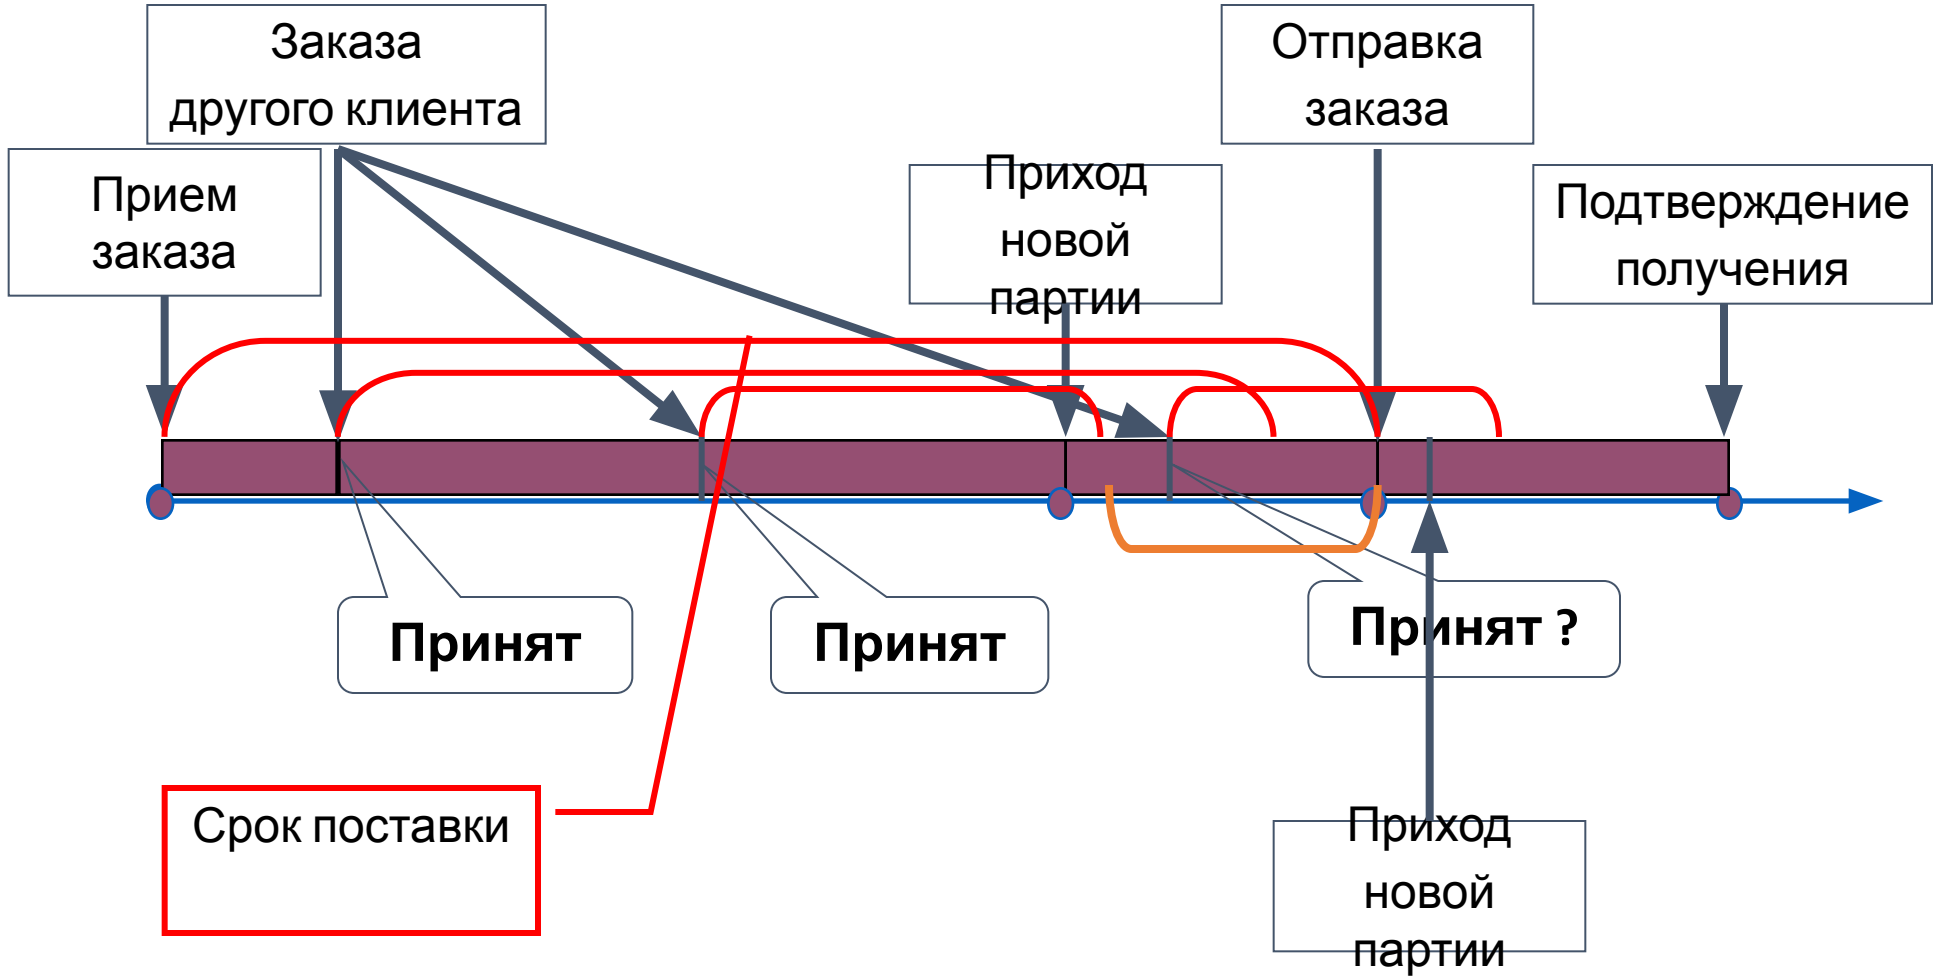 Заказа
другого клиента
Отправка
заказа
Прием
заказа
Приход
новой
партии
Подтверждение
получения
Принят
Принят
Принят ?
Срок поставки
Приход
новой
партии